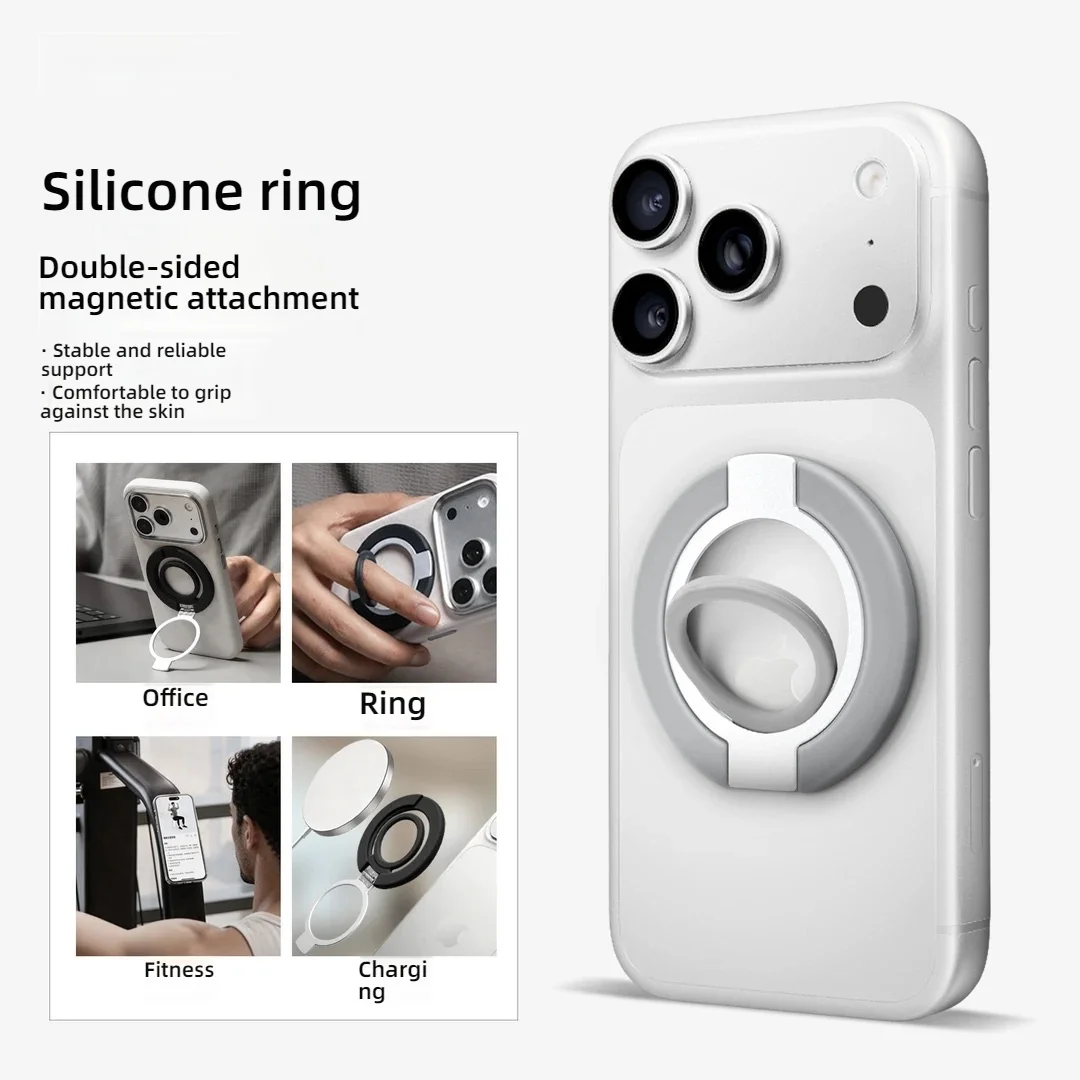 Silicone ring
Double-sided
magnetic attachment
· Stable and reliable
support
· Comfortable to grip
against the skin
Office
Ring
Fitness
Chargi
ng